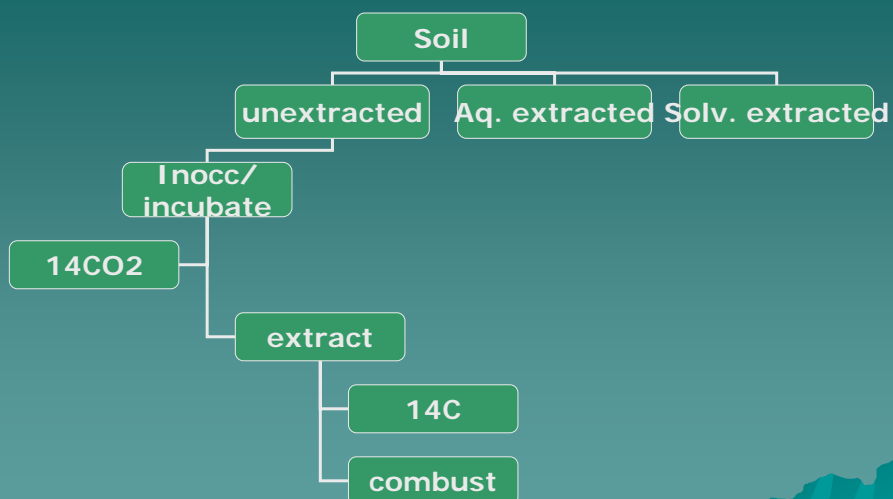 Soil
unextracted
Aq. extracted
Solv. extracted
Inocc/
incubate
14CO2
extract
14C
combust